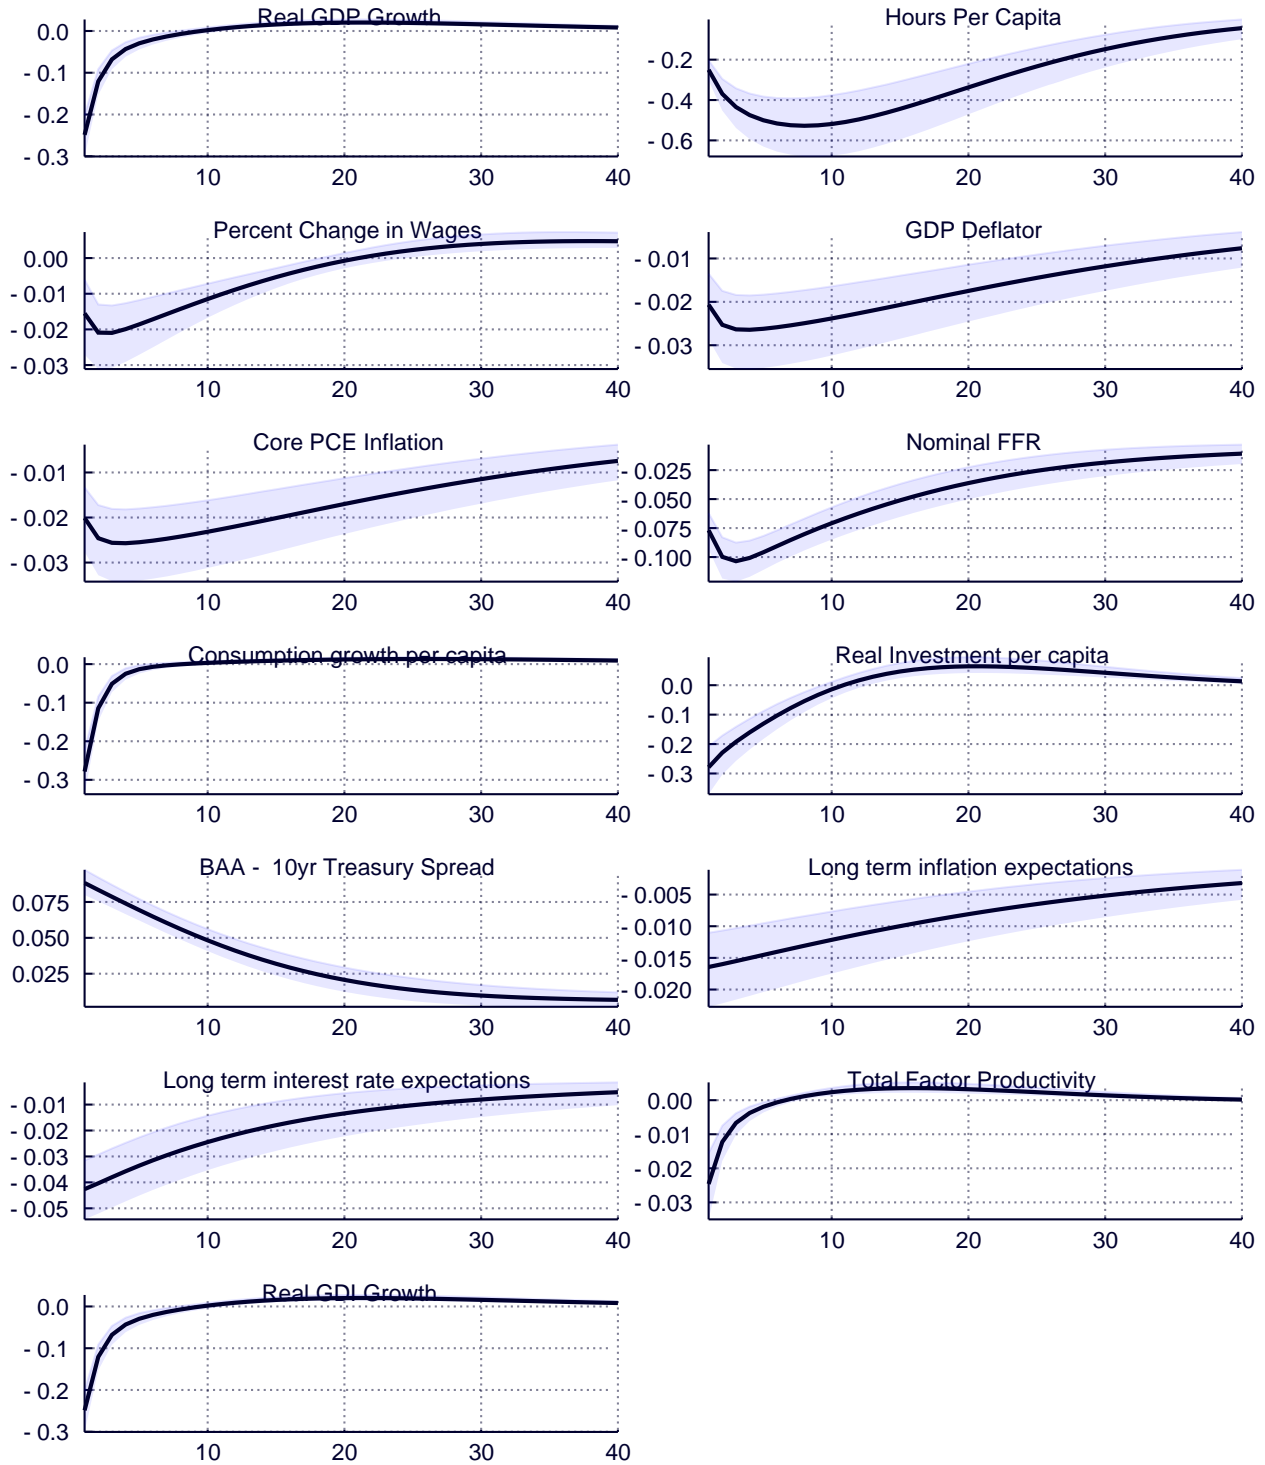 Real GDP Growth
0.0
- 0.1
- 0.2
- 0.3
10 20 30 40
Hours Per Capita
- 0.2
- 0.4
- 0.6
10 20 30 40
Percent Change in Wages
0.00
- 0.01
- 0.02
- 0.03
10 20 30 40
GDP Deflator
- 0.01
- 0.02
- 0.03
10 20 30 40
Core PCE Inflation
- 0.01
- 0.02
- 0.03
10 20 30 40
Nominal FFR
- 0.025
- 0.050
- 0.075
- 0.100
10 20 30 40
Consumption growth per capita
0.0
- 0.1
- 0.2
- 0.3
10 20 30 40
Real Investment per capita
0.0
- 0.1
- 0.2
- 0.3
10 20 30 40
BAA - 10yr Treasury Spread
0.075
0.050
0.025
10 20 30 40
Long term inflation expectations
- 0.005
- 0.010
- 0.015
- 0.020
10 20 30 40
Long term interest rate expectations
- 0.01
- 0.02
- 0.03
- 0.04
- 0.05
10 20 30 40
Total Factor Productivity
0.00
- 0.01
- 0.02
- 0.03
10 20 30 40
Real GDI Growth
0.0
- 0.1
- 0.2
- 0.3
10 20 30 40